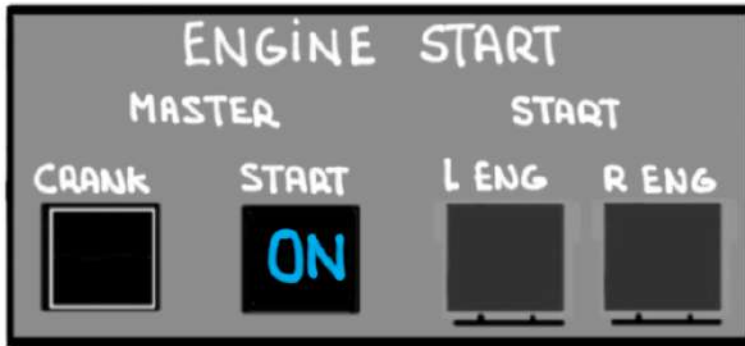 ENGINE START
MASTER START
CRANK START L ENG R ENG
ON